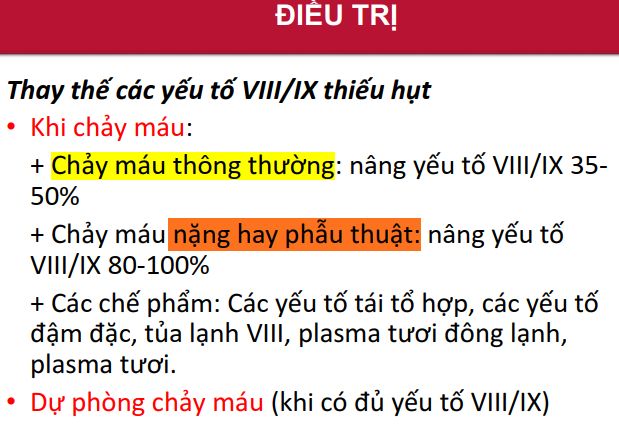 ĐIỀU TRỊ
Thay thế các yếu tố VIII/IX thiếu hụt
• Khi chảy máu:
+ Chảy máu thông thường: nâng yếu tố VIII/IX 35-
50%
+ Chảy máu nặng hay phẫu thuật: nâng yếu tố
VIII/IX 80-100%
+ Các chế phẩm: Các yếu tố tái tổ hợp, các yếu tố
đậm đặc, tủa lạnh VIII, plasma tươi đông lạnh,
plasma tươi.
• Dự phòng chảy máu (khi có đủ yếu tố VIII/IX)